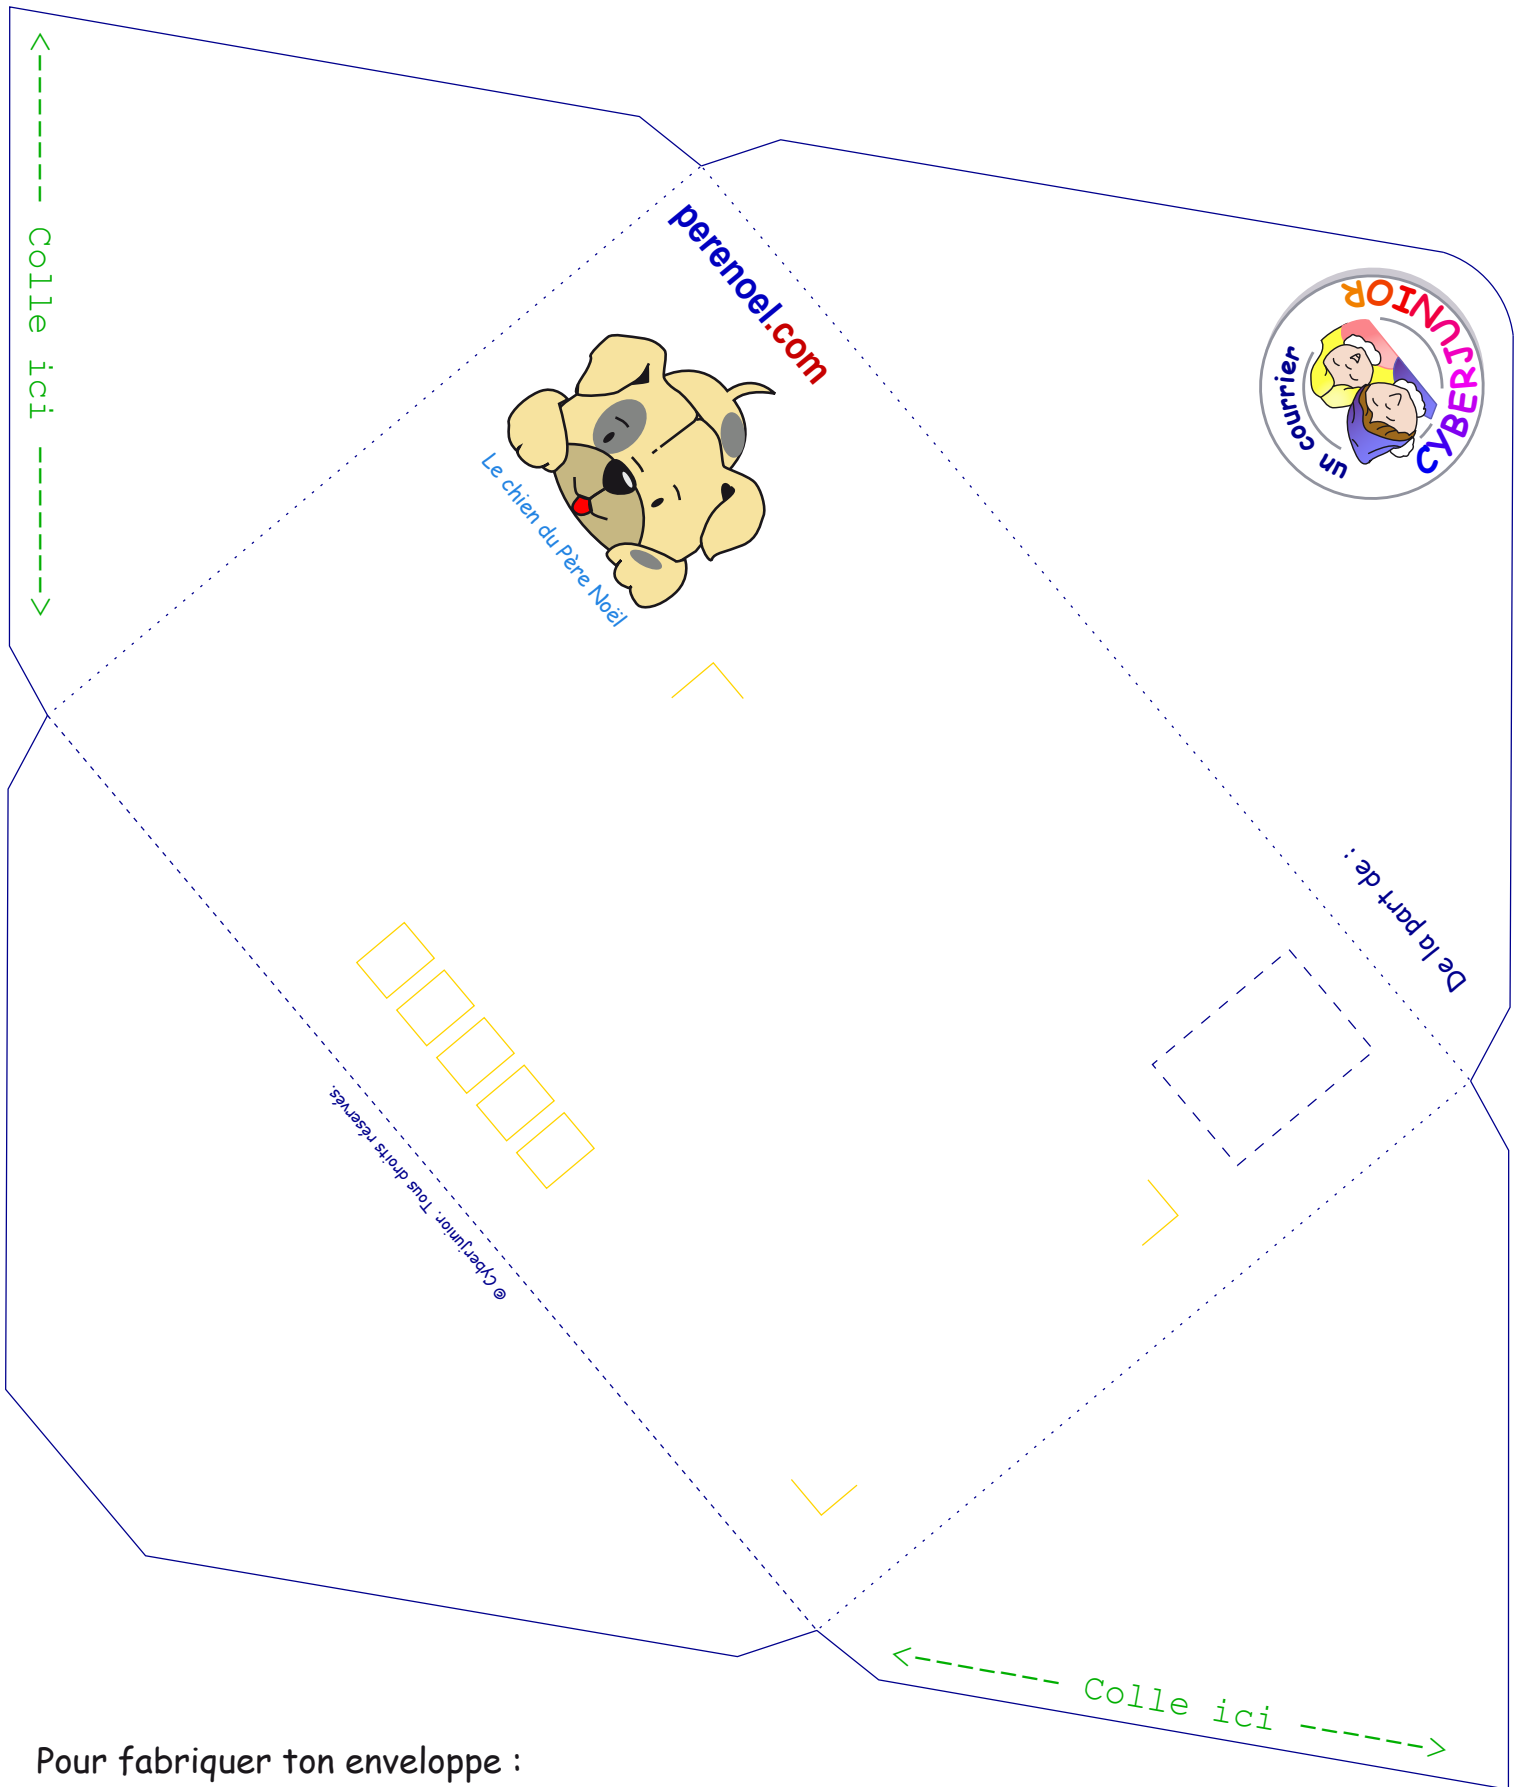 Colle ici
perenoel.com
Le chien du Père Noël
un courrier
CYBERJUNIOR
De la part de :
© Cyberjunior. Tous droits réservés.
Colle ici
Pour fabriquer ton enveloppe :